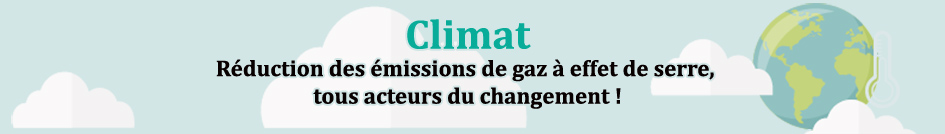 Climat
Réduction des émissions de gaz à effet de serre,
tous acteurs du changement !